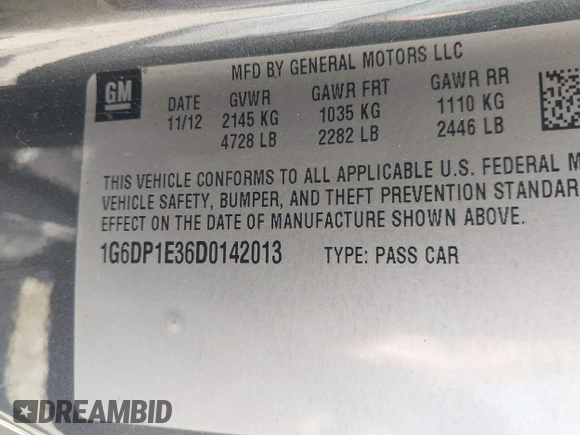 MFD BY GENERAL MOTORS LLC
GM
DATE GVWR GAWR FRT GAWR RR
11/12 2145 KG 1035 KG 1110 KG
4728 LB 2282 LB 2446 LB
THIS VEHICLE CONFORMS TO ALL APPLICABLE U.S. FEDERAL M
VEHICLE SAFETY, BUMPER, AND THEFT PREVENTION STANDAR
EFFECT ON THE DATE OF MANUFACTURE SHOWN ABOVE.
1G6DP1E36D0142013 TYPE: PASS CAR
DREAMBID